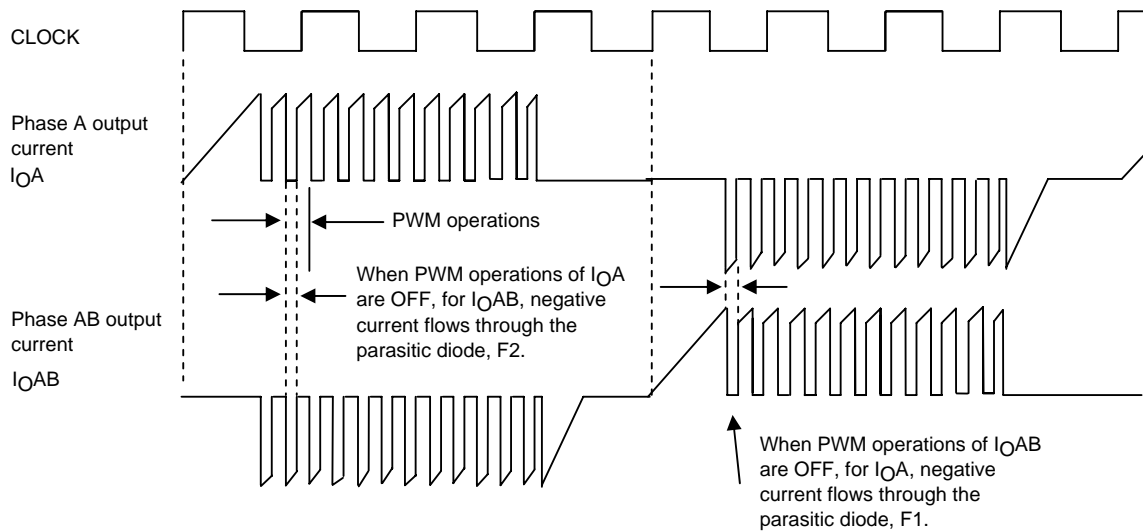 CLOCK
Phase A output
current
IOA
PWM operations
When PWM operations of IOA
are OFF, for IOAB, negative
current flows through the
parasitic diode, F2.
Phase AB output
current
IOAB
When PWM operations of IOAB
are OFF, for IOA, negative
current flows through the
parasitic diode, F1.